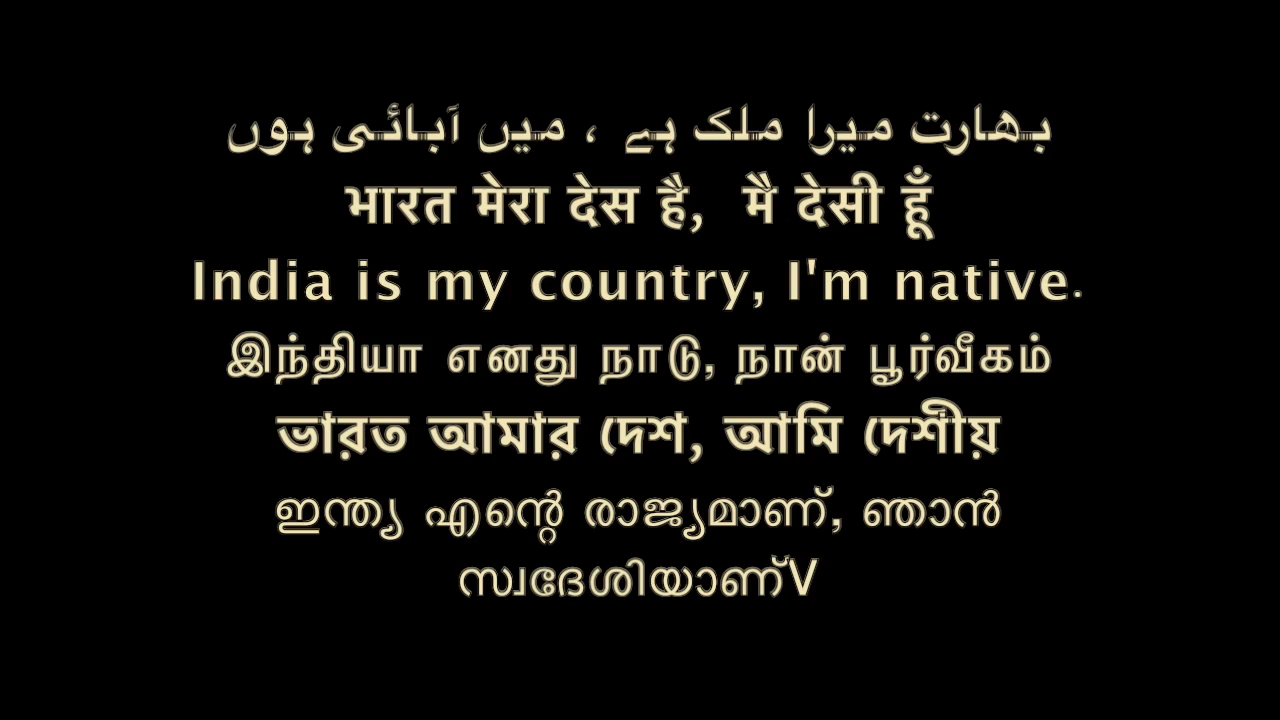 بھارت میرا ملک ہے ، میں آبائی ہوں
भारत मेरा देस है, मै देसी हूँ
India is my country, I'm native.
இந்தியா எனது நாடு, நான் பூர்வீகம்
ভারত আমার দেশ, আমি দেশীয়
ഇന്ത്യ എന്റെ രാജ്യമാണ്, ഞാൻ
സ്വദേശിയാണ്V